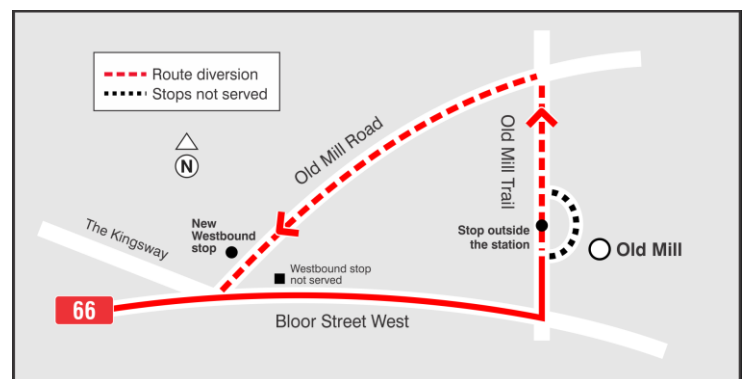 Route diversion
Stops not served
N
Old Mill Road
Old Mill Trail
The Kingsway
New
Westbound
stop
Stop outside
the station
Old Mill
Westbound stop
not served
66
Bloor Street West